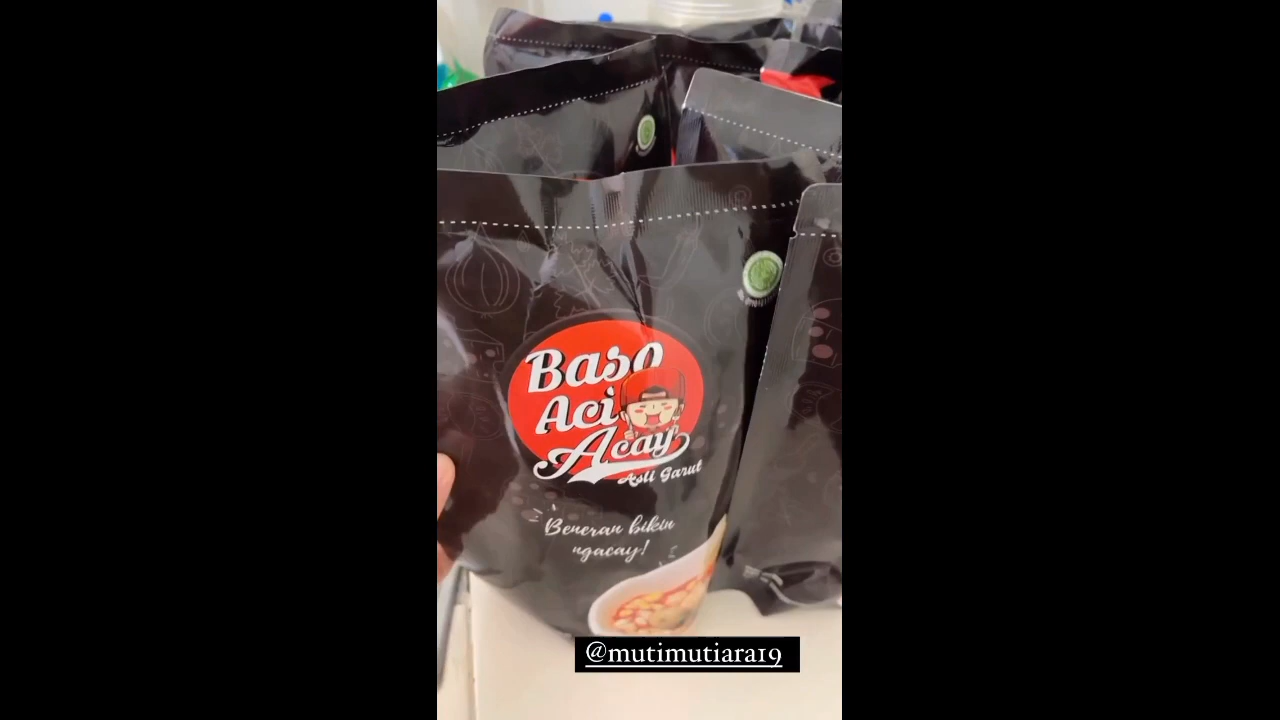 Baso
Aci
Acay
Asli Garut
Beneran bikin
ngacay!
@mutimutiara19